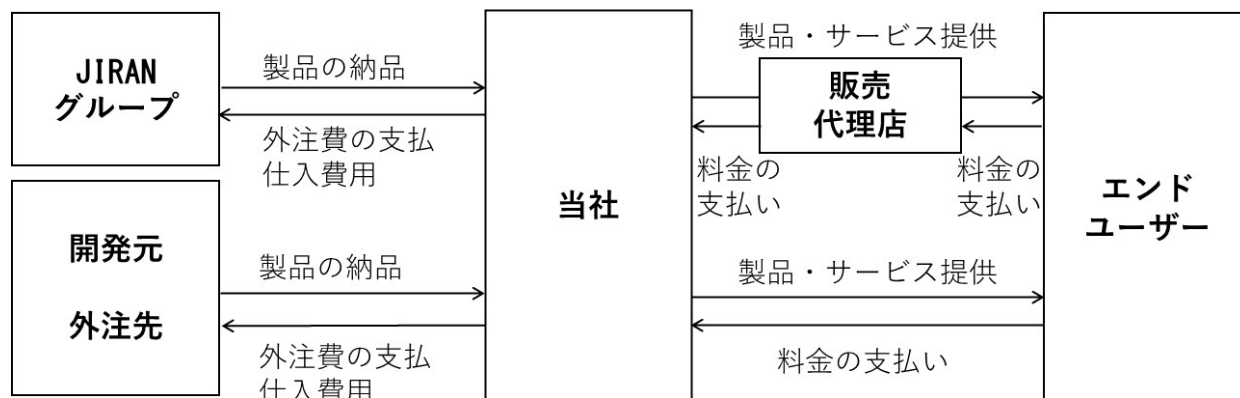 JIRAN
グループ
製品の納品
外注費の支払
仕入費用
開発元
外注先
製品の納品
外注費の支払
仕入費用
当社
製品・サービス提供
販売
代理店
料金の
支払い
料金の
支払い
製品・サービス提供
料金の支払い
エンド
ユーザー